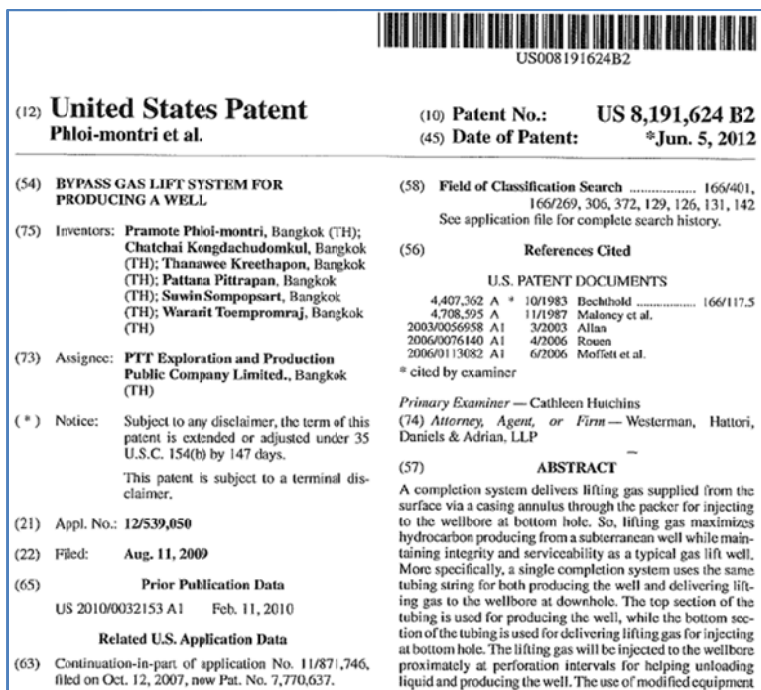 US008191624B2
(12) United States Patent
Phloi-montri et al.
(10) Patent No.: US 8,191,624 B2
(45) Date of Patent: *Jun. 5, 2012
(54) BYPASS GAS LIFT SYSTEM FOR
PRODUCING A WELL
(75) Inventors: Pramote Phloi-montri, Bangkok (TH);
Chatchai Kongdachudomkul, Bangkok
(TH); Thanawee Kreethapon, Bangkok
(TH); Pattana Pittrapan, Bangkok
(TH); Suwin Sompopsart, Bangkok
(TH); Wararit Toempromraj, Bangkok
(TH)
(73) Assignee: PTT Exploration and Production
Public Company Limited., Bangkok
(TH)
( * ) Notice: Subject to any disclaimer, the term of this
patent is extended or adjusted under 35
U.S.C. 154(b) by 147 days.
This patent is subject to a terminal dis-
claimer.
(21) Appl. No.: 12/539,050
(22) Filed: Aug. 11, 2009
(65) Prior Publication Data
US 2010/0032153 A1 Feb. 11, 2010
Related U.S. Application Data
(63) Continuation-in-part of application No. 11/871,746,
filed on Oct. 12, 2007, now Pat. No. 7,770,637.
(58) Field of Classification Search .................. 166/401,
166/269, 306, 372, 129, 126, 131, 142
See application file for complete search history.
(56) References Cited
U.S. PATENT DOCUMENTS
4,407,362 A * 10/1983 Bechthold ................ 166/117.5
4,708,595 A 11/1987 Maloney et al.
2003/0056958 A1 3/2003 Allan
2006/0076140 A1 4/2006 Rouen
2006/0113082 A1 6/2006 Moffett et al.
* cited by examiner
Primary Examiner — Cathleen Hutchins
(74) Attorney, Agent, or Firm — Westerman, Hattori,
Daniels & Adrian, LLP
(57) ABSTRACT
A completion system delivers lifting gas supplied from the
surface via a casing annulus through the packer for injecting
to the wellbore at bottom hole. So, lifting gas maximizes
hydrocarbon producing from a subterranean well while main-
taining integrity and serviceability as a typical gas lift well.
More specifically, a single completion system uses the same
tubing string for both producing the well and delivering lift-
ing gas to the wellbore at downhole. The top section of the
tubing is used for producing the well, while the bottom sec-
tion of the tubing is used for delivering lifting gas for injecting
at bottom hole. The lifting gas will be injected to the wellbore
proximately at perforation intervals for helping unloading
liquid and producing the well. The use of modified equipment